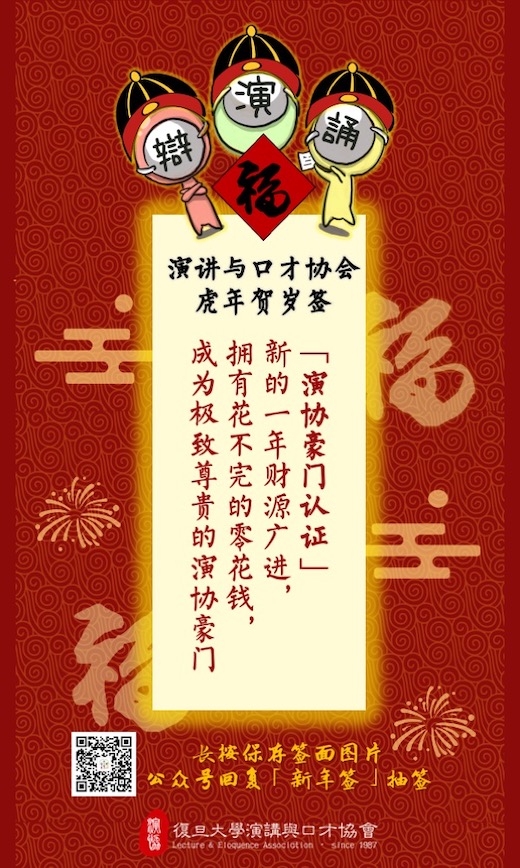 辯
演
誦
福
演讲与口才协会
虎年贺岁签
「演协豪门认证」
新的一年财源广进，
拥有花不完的零花钱，
成为极致尊贵的演协豪门
福
福
长按保存签面图片
公众号回复「新年签」抽签
復旦大學演講與口才協會
Lecture & Eloquence Association · since 1987